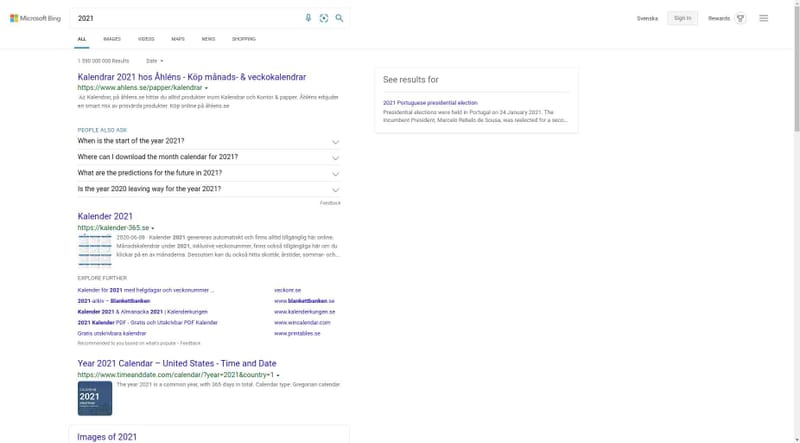 Microsoft Bing
2021
Svenska
Sign in
Rewards
ALL
IMAGES
VIDEOS
MAPS
NEWS
SHOPPING
Date
Kalendrar 2021 hos Åhléns - Köp månads- & veckokalendrar
https://www.ahlens.se/papper/kalendrar
Kalendrar, på åhlens.se hittar du alltid produkter inom Kalendrar och Kontor & papper. Åhléns erbjuder
en smart mix av prisvärda produkter. Köp online på åhlens.se
See results for
2021 Portuguese presidential election
Presidential elections were held in Portugal on 24 January 2021. The
incumbent President, Marcelo Rebelo de Sousa, was reelected for a seco...
PEOPLE ALSO ASK
When is the start of the year 2021?
Where can I download the month calendar for 2021?
What are the predictions for the future in 2021?
Is the year 2020 leaving way for the year 2021?
Feedback
Kalender 2021
https://kalender-365.se
2020-06-08 · Kalender 2021 genereras automatiskt och finns alltid tillgänglig här online.
Månadskalendrar under 2021, inklusive veckonummer, finns också tillgängliga här om du
klickar på en av månaderna. Dessutom kan du också hitta skottår, årstider, sommar- och...
EXPLORE FURTHER
Kalender för 2021 med helgdagar och veckonummer ...
veckonr.se
2021-arkiv – Blankettbanken
www.blankettbanken.se
Kalender 2021 & Almanacka 2021 | Kalenderkungen
www.kalenderkungen.se
2021 Kalender PDF - Gratis och Utskrivbar PDF Kalender
www.wincalendar.com
Gratis utskrivbara kalendrar
www.printables.se
Recommended to you based on what's popular · Feedback
Year 2021 Calendar – United States - Time and Date
https://www.timeanddate.com/calendar/?year=2021&country=1
The year 2021 is a common year, with 365 days in total. Calendar type: Gregorian calendar.
CALENDAR
2021
Images of 2021